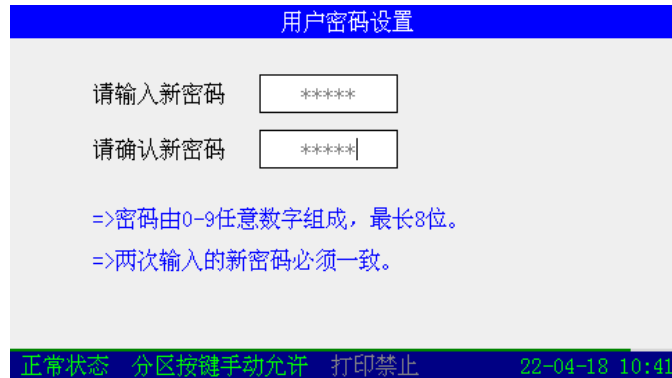 用户密码设置
请输入新密码 *****
请确认新密码 *****
=>密码由0-9任意数字组成，最长8位。
=>两次输入的新密码必须一致。
正常状态 分区按键手动允许 打印禁止 22-04-18 10:41